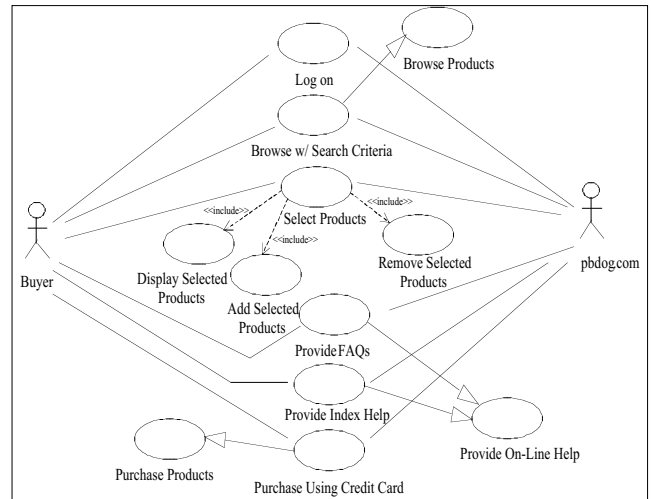 Log on
Browse Products
Browse w/ Search Criteria
<<include>>
Select Products
<<include>>
<<include>>
Buyer
Display Selected
Products
Add Selected
Products
Remove Selected
Products
pbdog.com
Provide FAQs
Provide Index Help
Provide On-Line Help
Purchase Products
Purchase Using Credit Card